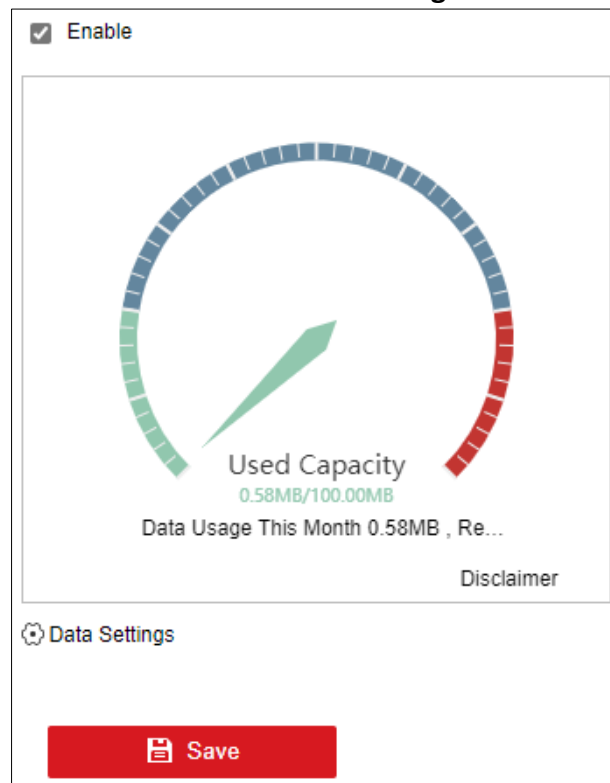 Enable
Used Capacity
0.58MB/100.00MB
Data Usage This Month 0.58MB , Re...
Disclaimer
Data Settings
Save